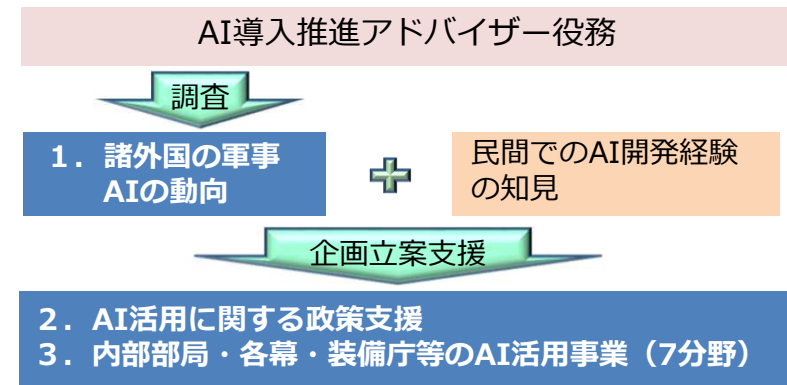 AI導入推進アドバイザー役務
調査
1．諸外国の軍事
AIの動向
民間でのAI開発経験
の知見
企画立案支援
2．AI活用に関する政策支援
3．内部部局・各幕・装備庁等のAI活用事業（7分野）